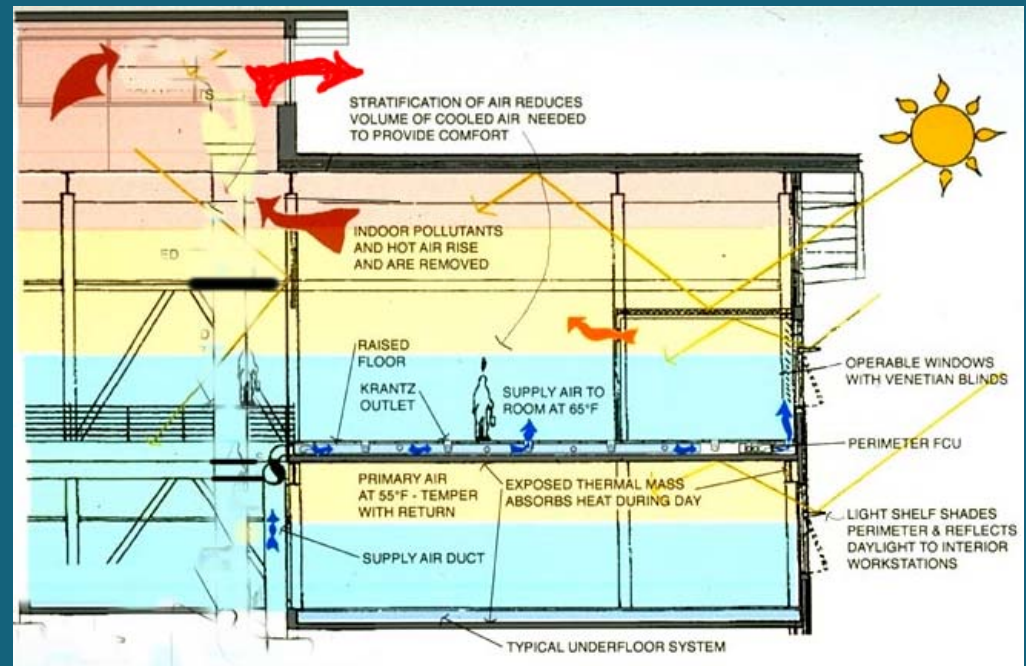 STRATIFICATION OF AIR REDUCES
VOLUME OF COOLED AIR NEEDED
TO PROVIDE COMFORT
INDOOR POLLUTANTS
AND HOT AIR RISE
AND ARE REMOVED
ED
RAISED
FLOOR
KRANTZ
OUTLET
SUPPLY AIR TO
ROOM AT 65°F
OPERABLE WINDOWS
WITH VENETIAN BLINDS
PERIMETER FCU
PRIMARY AIR
AT 55°F - TEMPER
WITH RETURN
EXPOSED THERMAL MASS
ABSORBS HEAT DURING DAY
LIGHT SHELF SHADES
PERIMETER & REFLECTS
DAYLIGHT TO INTERIOR
WORKSTATIONS
SUPPLY AIR DUCT
TYPICAL UNDERFLOOR SYSTEM